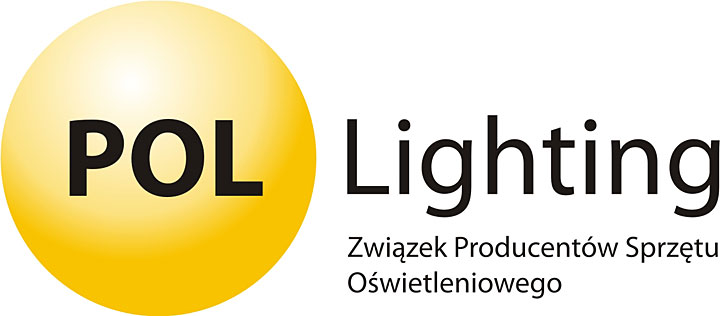 POL Lighting
Związek Producentów Sprzętu
Oświetleniowego